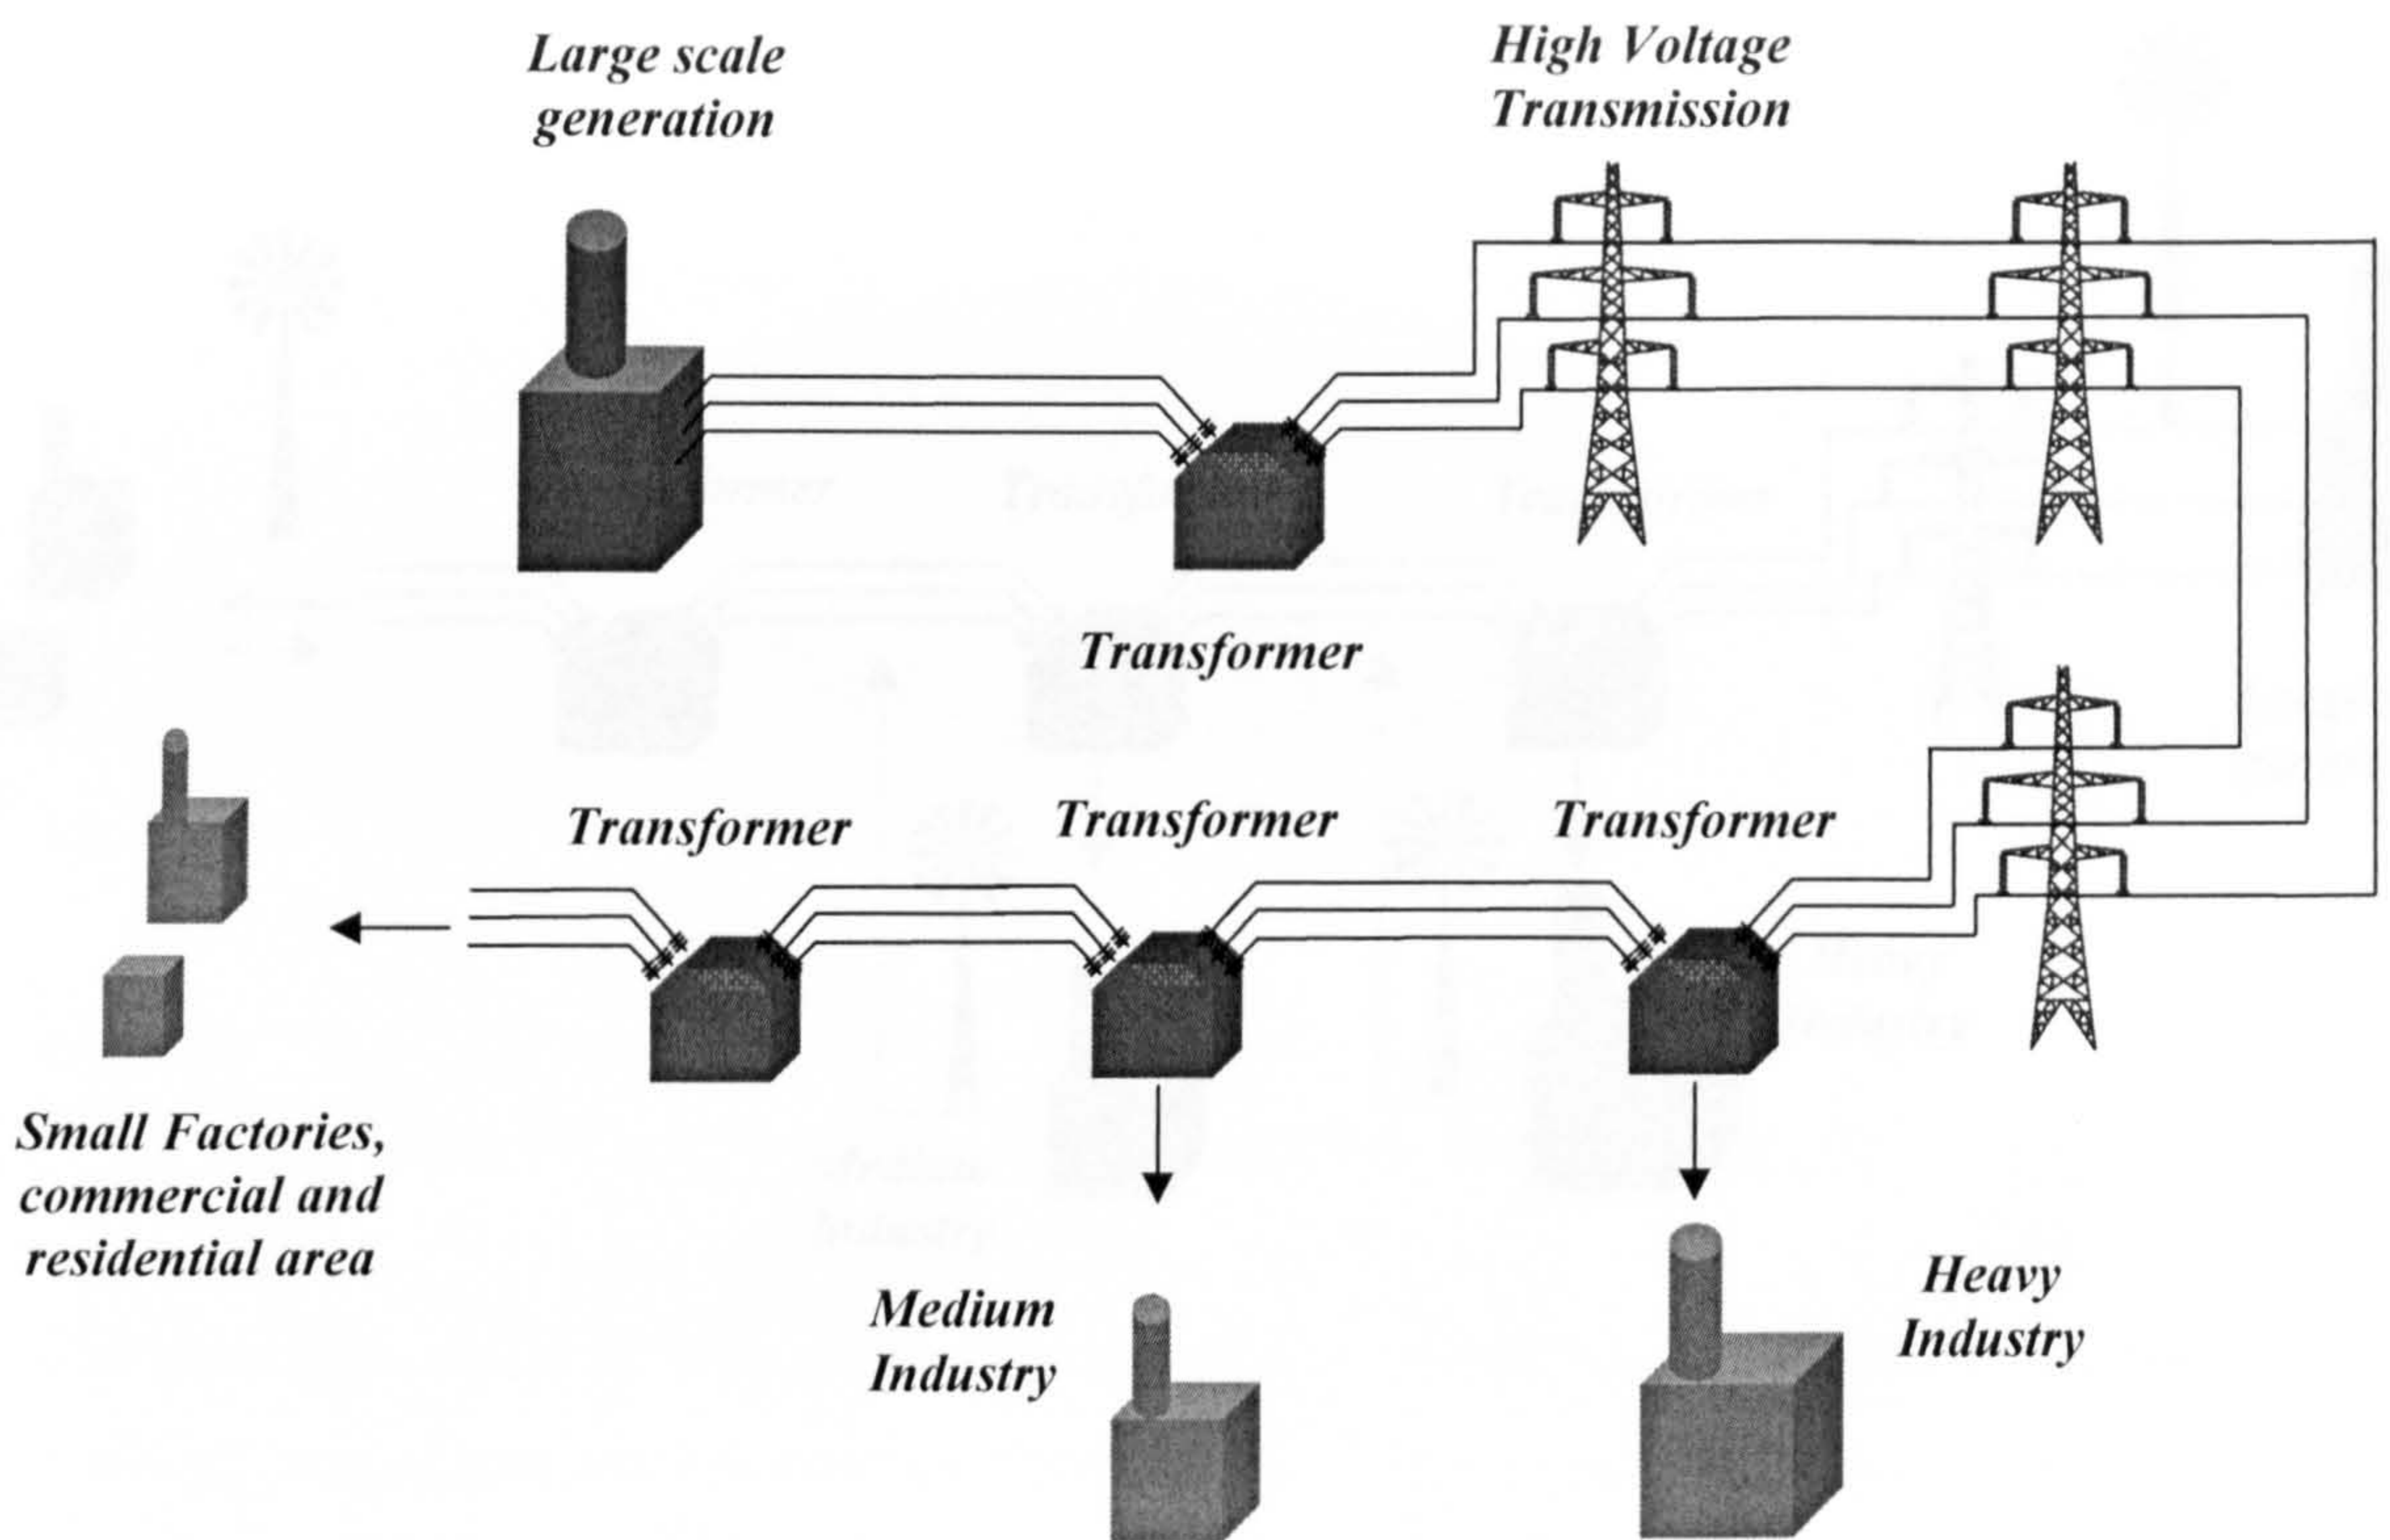 Large scale
generation
High Voltage
Transmission
Transformer
Transformer
Transformer
Transformer
Small Factories,
commercial and
residential area
Medium
Industry
Heavy
Industry